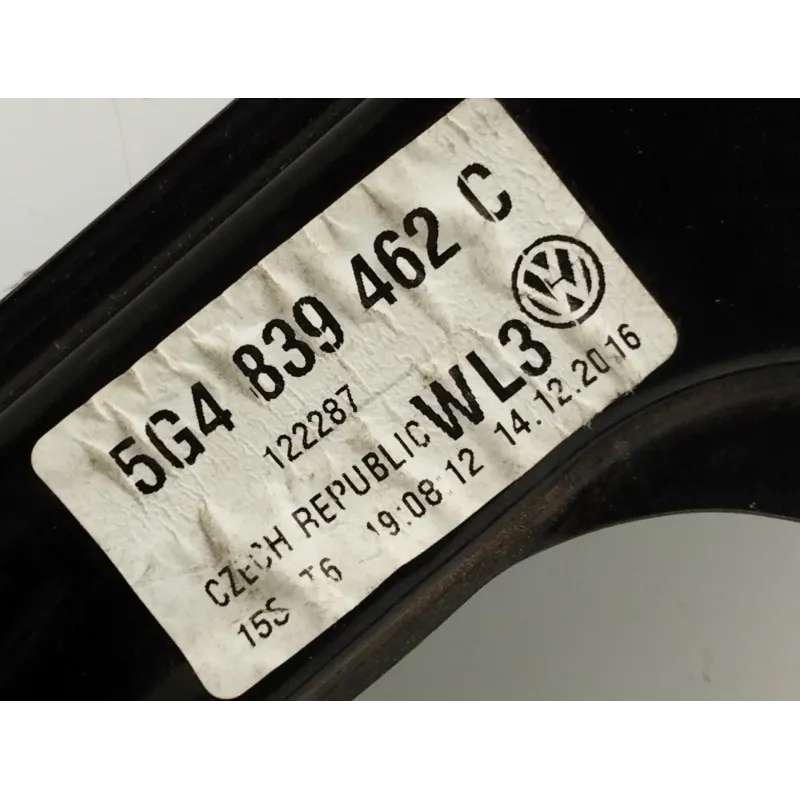 5G4 839 462 C
122287 WL3
CZECH REPUBLIC
19:08:12 14.12.2016